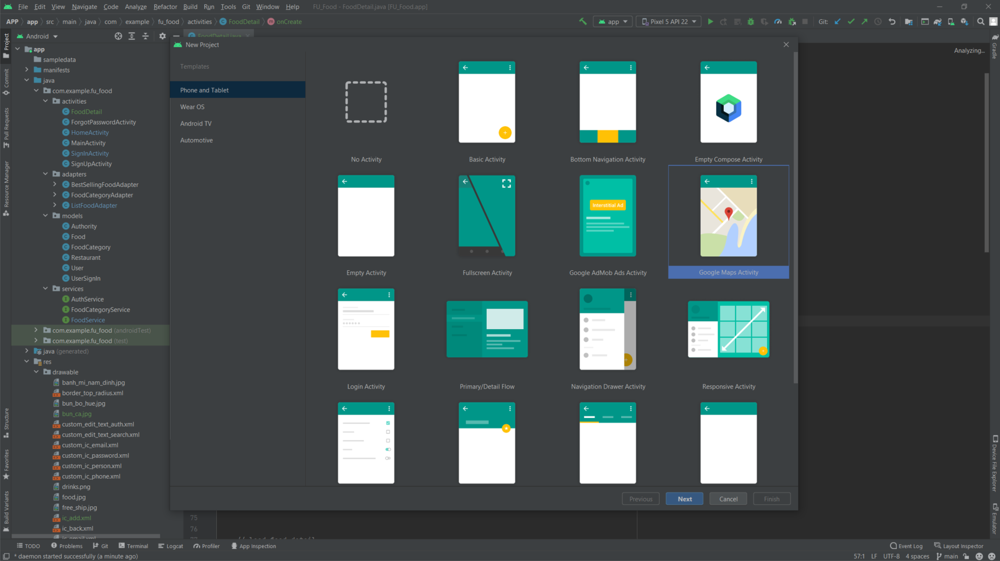 File Edit View Navigate Code Analyze Refactor Build Run Tools Git Window Help FU_Food - FoodDetail.java [FU_Food.app]
APP app src main java com example fu_food activities FoodDetail onCreate app Pixel 5 API 22 Git:
Android
FoodDetail.java
Analyzing...
Project
Commit
Pull Requests
Resource Manager
Structure
Favorites
Build Variants
app
sampledata
manifests
java
com.example.fu_food
activities
FoodDetail
ForgotPasswordActivity
HomeActivity
MainActivity
SignInActivity
SignUpActivity
adapters
BestSellingFoodAdapter
FoodCategoryAdapter
ListFoodAdapter
models
Authority
Food
FoodCategory
Restaurant
User
UserSignIn
services
AuthService
FoodCategoryService
FoodService
com.example.fu_food (androidTest)
com.example.fu_food (test)
java (generated)
res
drawable
banh_mi_nam_dinh.jpg
border_top_radius.xml
bun_bo_hue.jpg
bun_ca.jpg
custom_edit_text_auth.xml
custom_edit_text_search.xml
custom_ic_email.xml
custom_ic_password.xml
custom_ic_person.xml
custom_ic_phone.xml
drinks.png
food.jpg
free_ship.jpg
ic_add.xml
ic_back.xml
ic_email.xml
New Project
Templates
Phone and Tablet
Wear OS
Android TV
Automotive
No Activity
Basic Activity
Bottom Navigation Activity
Empty Compose Activity
Interstitial Ad
Empty Activity
Fullscreen Activity
Google AdMob Ads Activity
Google Maps Activity
Login Activity
Primary/Detail Flow
Navigation Drawer Activity
Responsive Activity
Previous
Next
Cancel
Finish
75
76
77 // load food detail
Gradle
Device File Explorer
Emulator
TODO Problems Git Terminal Logcat Profiler App Inspection Event Log Layout Inspector
* daemon started successfully (a minute ago) 57:1 LF UTF-8 4 spaces main